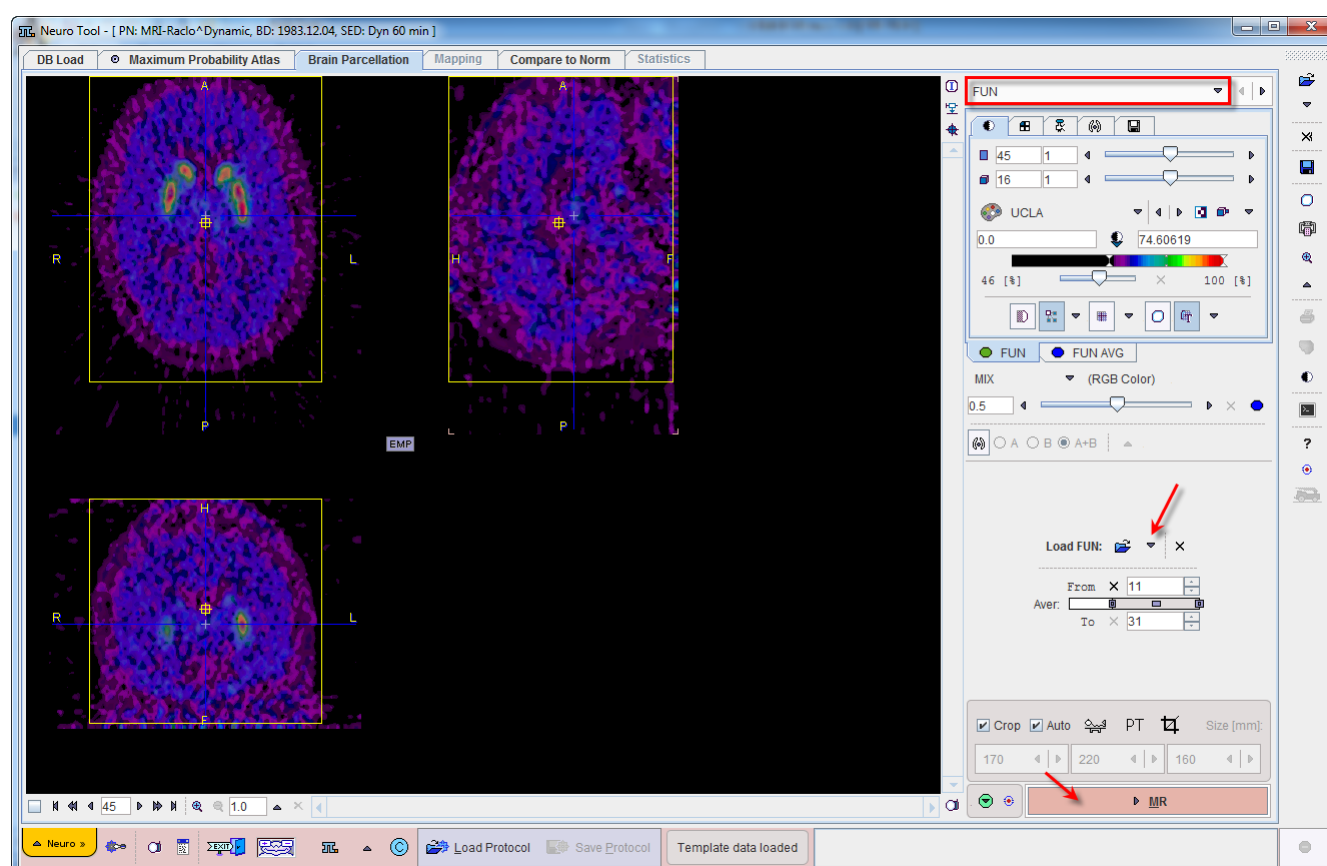 Neuro Tool - [ PN: MRI-Raclo^Dynamic, BD: 1983.12.04, SED: Dyn 60 min ]
DB Load Maximum Probability Atlas Brain Parcellation Mapping Compare to Norm Statistics
A
R
L
P
A
H
F
P
EMP
H
R
L
F
FUN
45 1
16 1
UCLA
0.0 74.60619
46 [%] 100 [%]
FUN FUN AVG
MIX (RGB Color)
0.5
A B A+B
Load FUN:
From 11
Aver:
To 31
Crop Auto PT Size [mm]:
170 220 160
MR
45 1.0
Neuro » EXIT Load Protocol Save Protocol Template data loaded